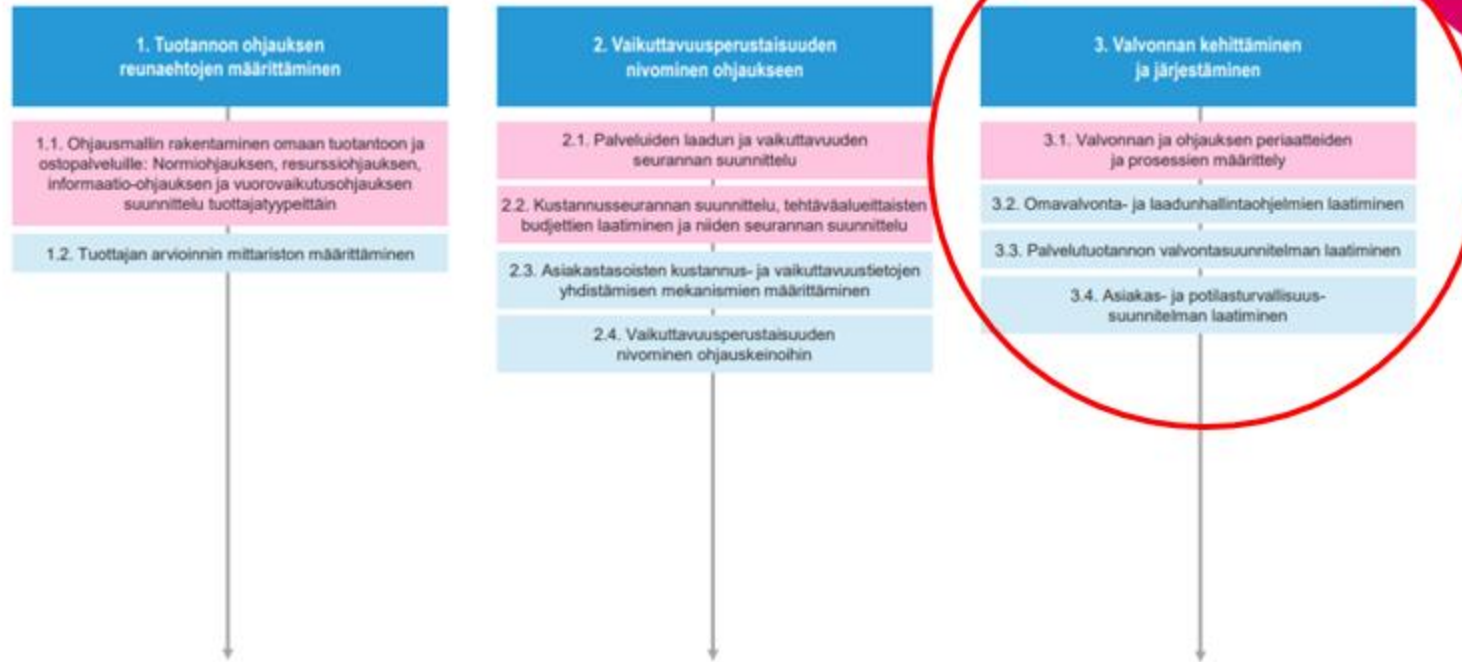 1. Tuotannon ohjauksen
reunaehtojen määrittäminen
1.1. Ohjausmallin rakentaminen omaan tuotantoon ja
ostopalveluille: Normiohjauksen, resurssiohjauksen,
informaatio-ohjauksen ja vuorovaikutusohjauksen
suunnittelu tuottajatyypeittäin
1.2. Tuottajan arvioinnin mittariston määrittäminen
2. Vaikuttavuusperustaisuuden
nivominen ohjaukseen
2.1. Palveluiden laadun ja vaikuttavuuden
seurannan suunnittelu
2.2. Kustannusseurannan suunnittelu, tehtäväalueittaisten
budjettien laatiminen ja niiden seurannan suunnittelu
2.3. Asiakastasoisten kustannus- ja vaikuttavuustietojen
yhdistämisen mekanismien määrittäminen
2.4. Vaikuttavuusperustaisuuden
nivominen ohjauskeinoihin
3. Valvonnan kehittäminen
ja järjestäminen
3.1. Valvonnan ja ohjauksen periaatteiden
ja prosessien määrittely
3.2. Omavalvonta- ja laadunhallintaohjelmien laatiminen
3.3. Palvelutuotannon valvontasuunnitelman laatiminen
3.4. Asiakas- ja potilasturvallisuus-
suunnitelman laatiminen